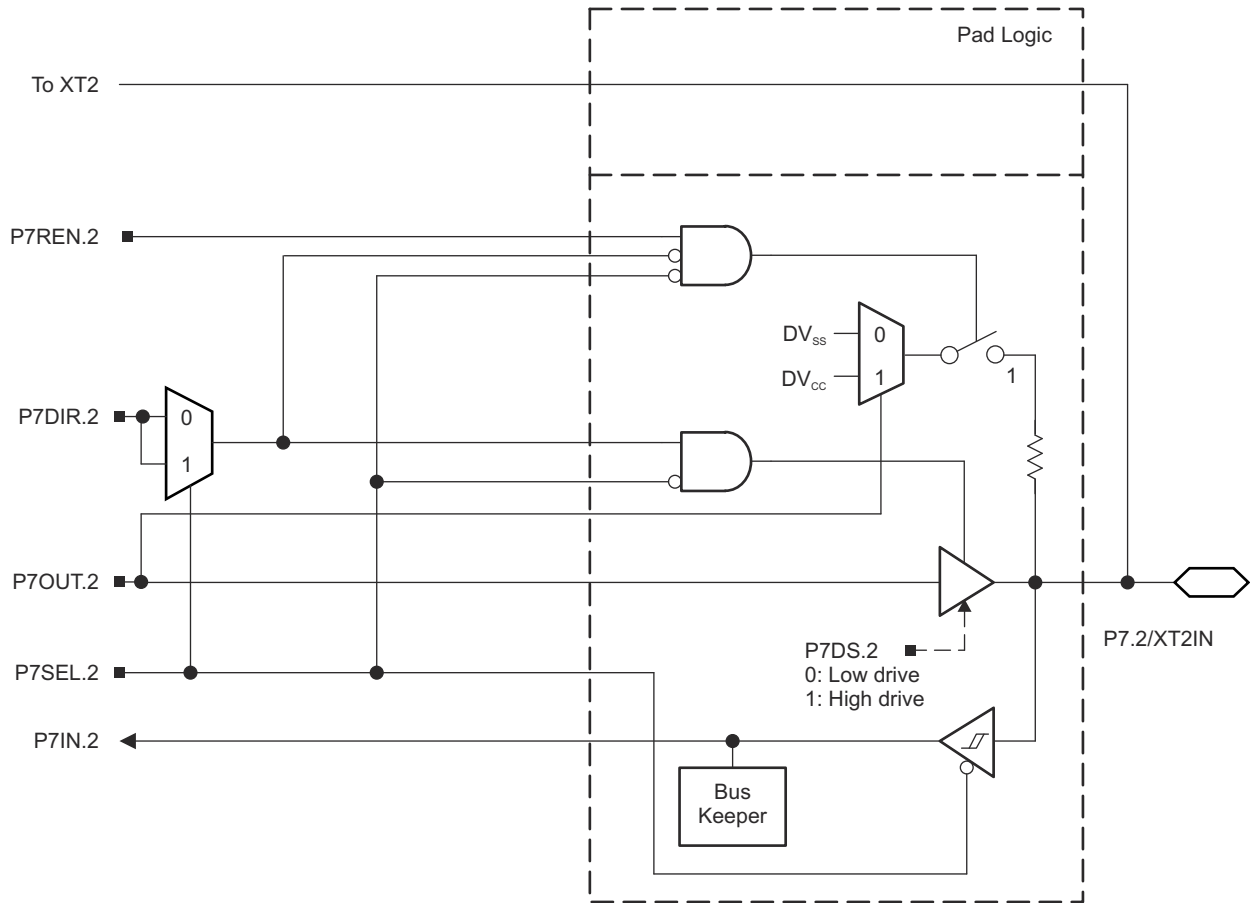 Pad Logic
To XT2
P7REN.2
DVss
0
DVcc
1
1
P7DIR.2
0
1
P7OUT.2
P7.2/XT2IN
P7DS.2
0: Low drive
1: High drive
P7SEL.2
P7IN.2
Bus
Keeper